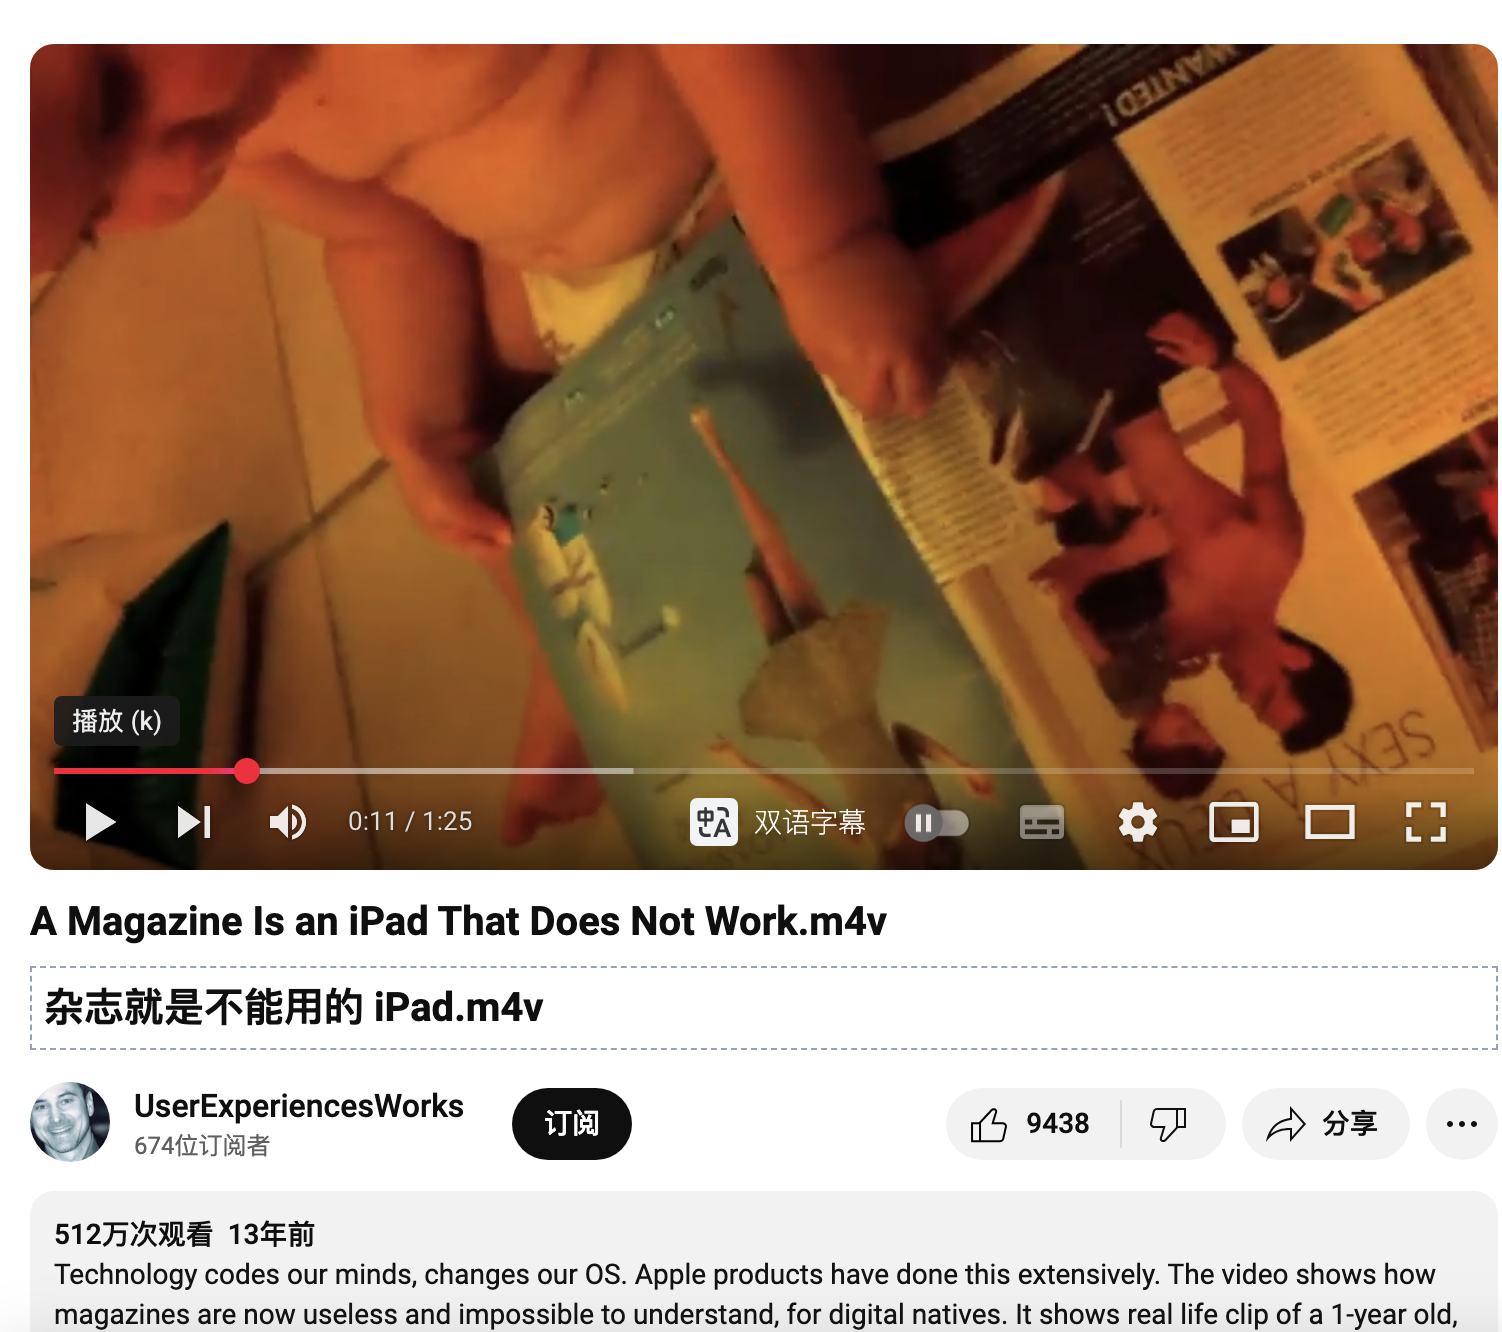 WANTED!
SEXY A
播放 (k)
0:11 / 1:25
中A
双语字幕
A Magazine Is an iPad That Does Not Work.m4v
杂志就是不能用的 iPad.m4v
UserExperiencesWorks
674位订阅者
订阅
9438
分享
512万次观看 13年前
Technology codes our minds, changes our OS. Apple products have done this extensively. The video shows how
magazines are now useless and impossible to understand, for digital natives. It shows real life clip of a 1-year old,